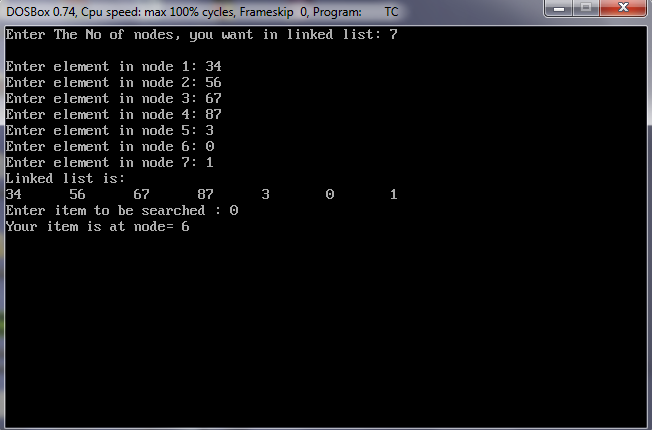 DOSBox 0.74, Cpu speed: max 100% cycles, Frameskip 0, Program: TC
Enter The No of nodes, you want in linked list: 7
Enter element in node 1: 34
Enter element in node 2: 56
Enter element in node 3: 67
Enter element in node 4: 87
Enter element in node 5: 3
Enter element in node 6: 0
Enter element in node 7: 1
Linked list is:
34 56 67 87 3 0 1
Enter item to be searched : 0
Your item is at node= 6